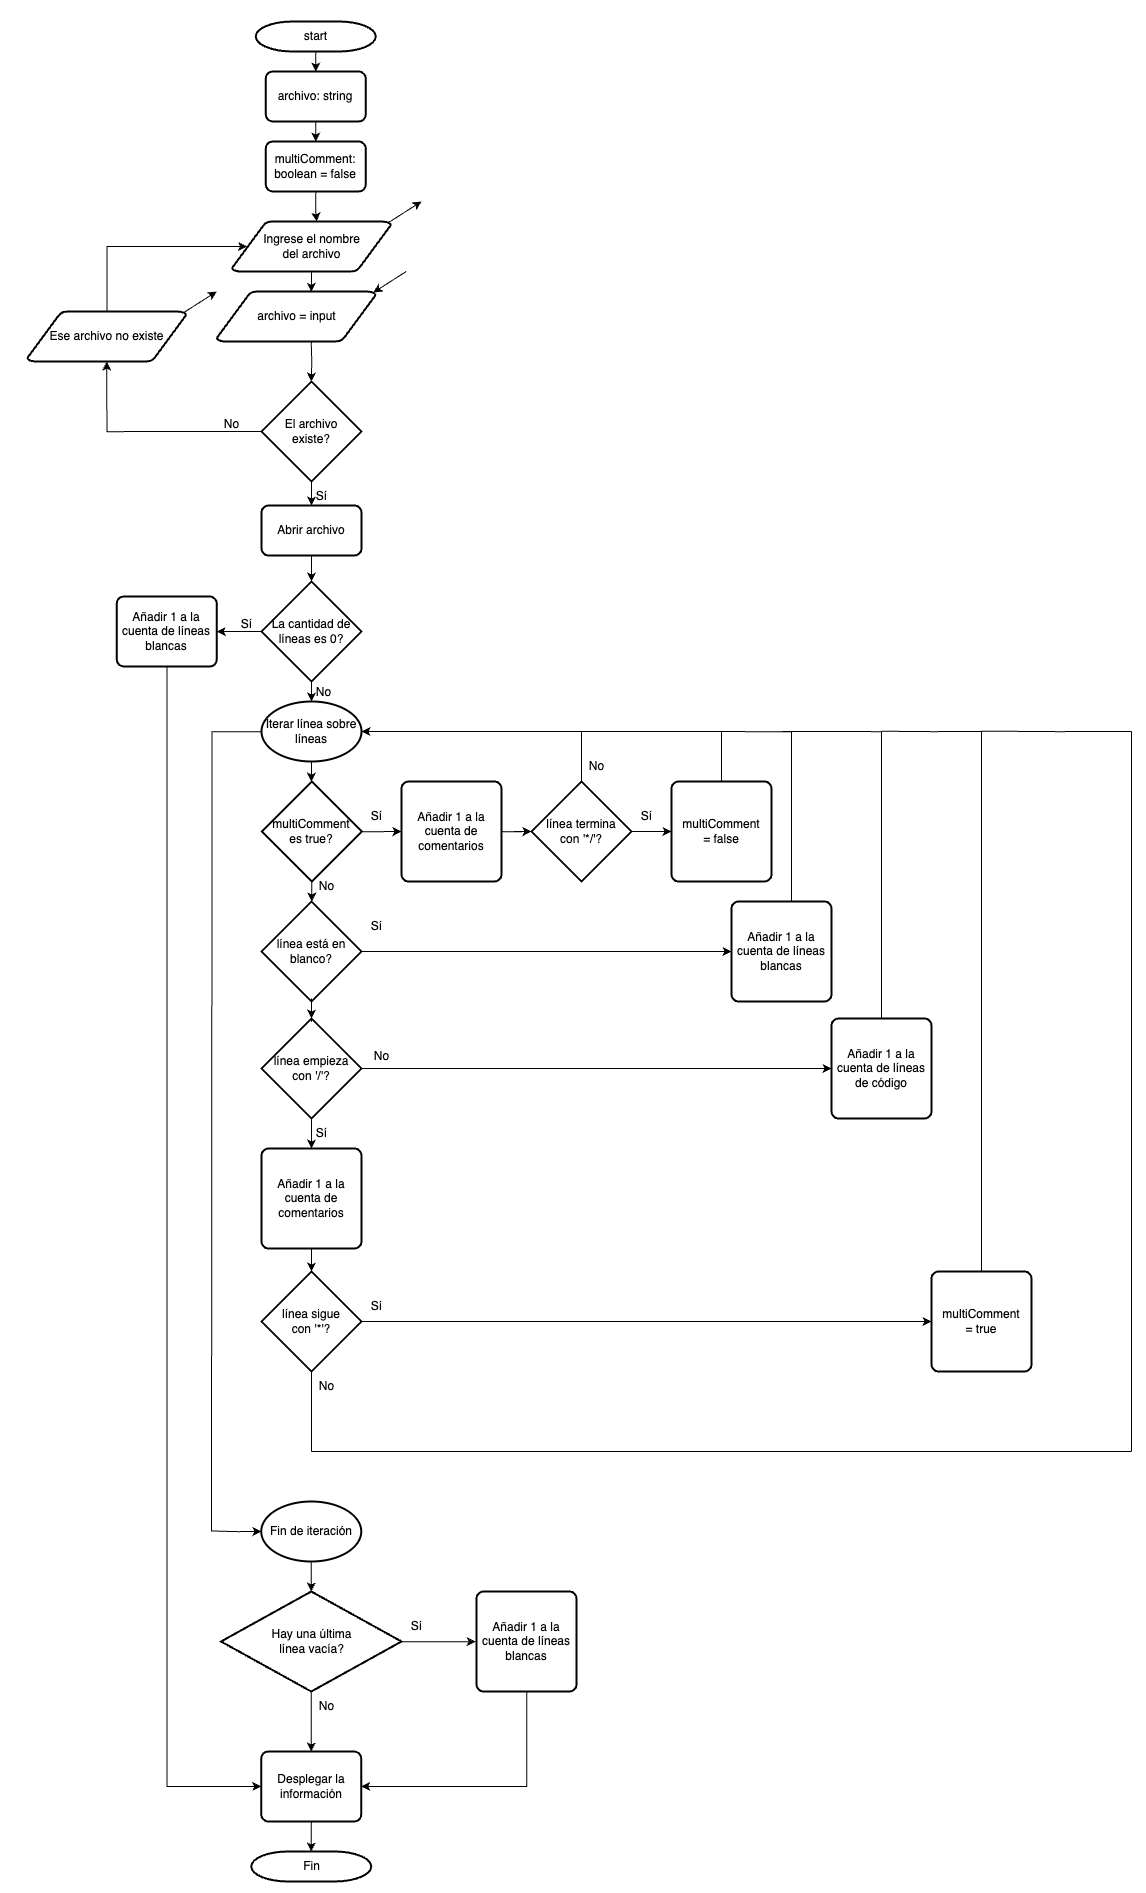 start
archivo: string
multiComment:
boolean = false
Ingrese el nombre
del archivo
archivo = input
Ese archivo no existe
El archivo
existe?
No
Sí
Abrir archivo
La cantidad de
líneas es 0?
Sí
Añadir 1 a la
cuenta de líneas
blancas
No
Iterar línea sobre
líneas
multiComment
es true?
Sí
Añadir 1 a la
cuenta de
comentarios
línea termina
con '*/'?
No
Sí
multiComment
= false
No
línea está en
blanco?
Sí
Añadir 1 a la
cuenta de líneas
blancas
línea empieza
con '/'?
No
Añadir 1 a la
cuenta de líneas
de código
Sí
Añadir 1 a la
cuenta de
comentarios
línea sigue
con '*'?
Sí
multiComment
= true
No
Fin de iteración
Hay una última
línea vacía?
Sí
Añadir 1 a la
cuenta de líneas
blancas
No
Desplegar la
información
Fin